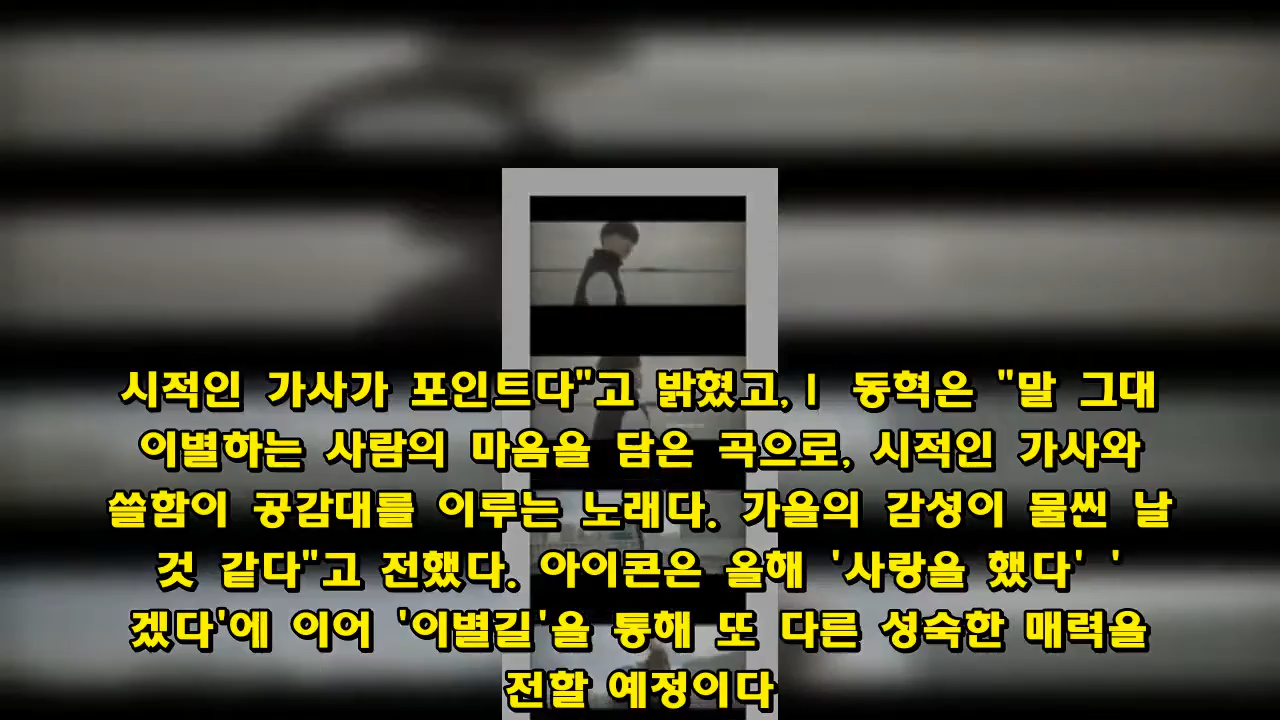 시적인 가사가 포인트다"고 밝혔고, l 동혁은 "말 그대
이별하는 사람의 마음을 담은 곡으로, 시적인 가사와
쓸함이 공감대를 이루는 노래다. 가을의 감성이 물씬 날
것 같다"고 전했다. 아이콘은 올해 '사랑을 했다' '
겠다'에 이어 '이별길'을 통해 또 다른 성숙한 매력을
전할 예정이다